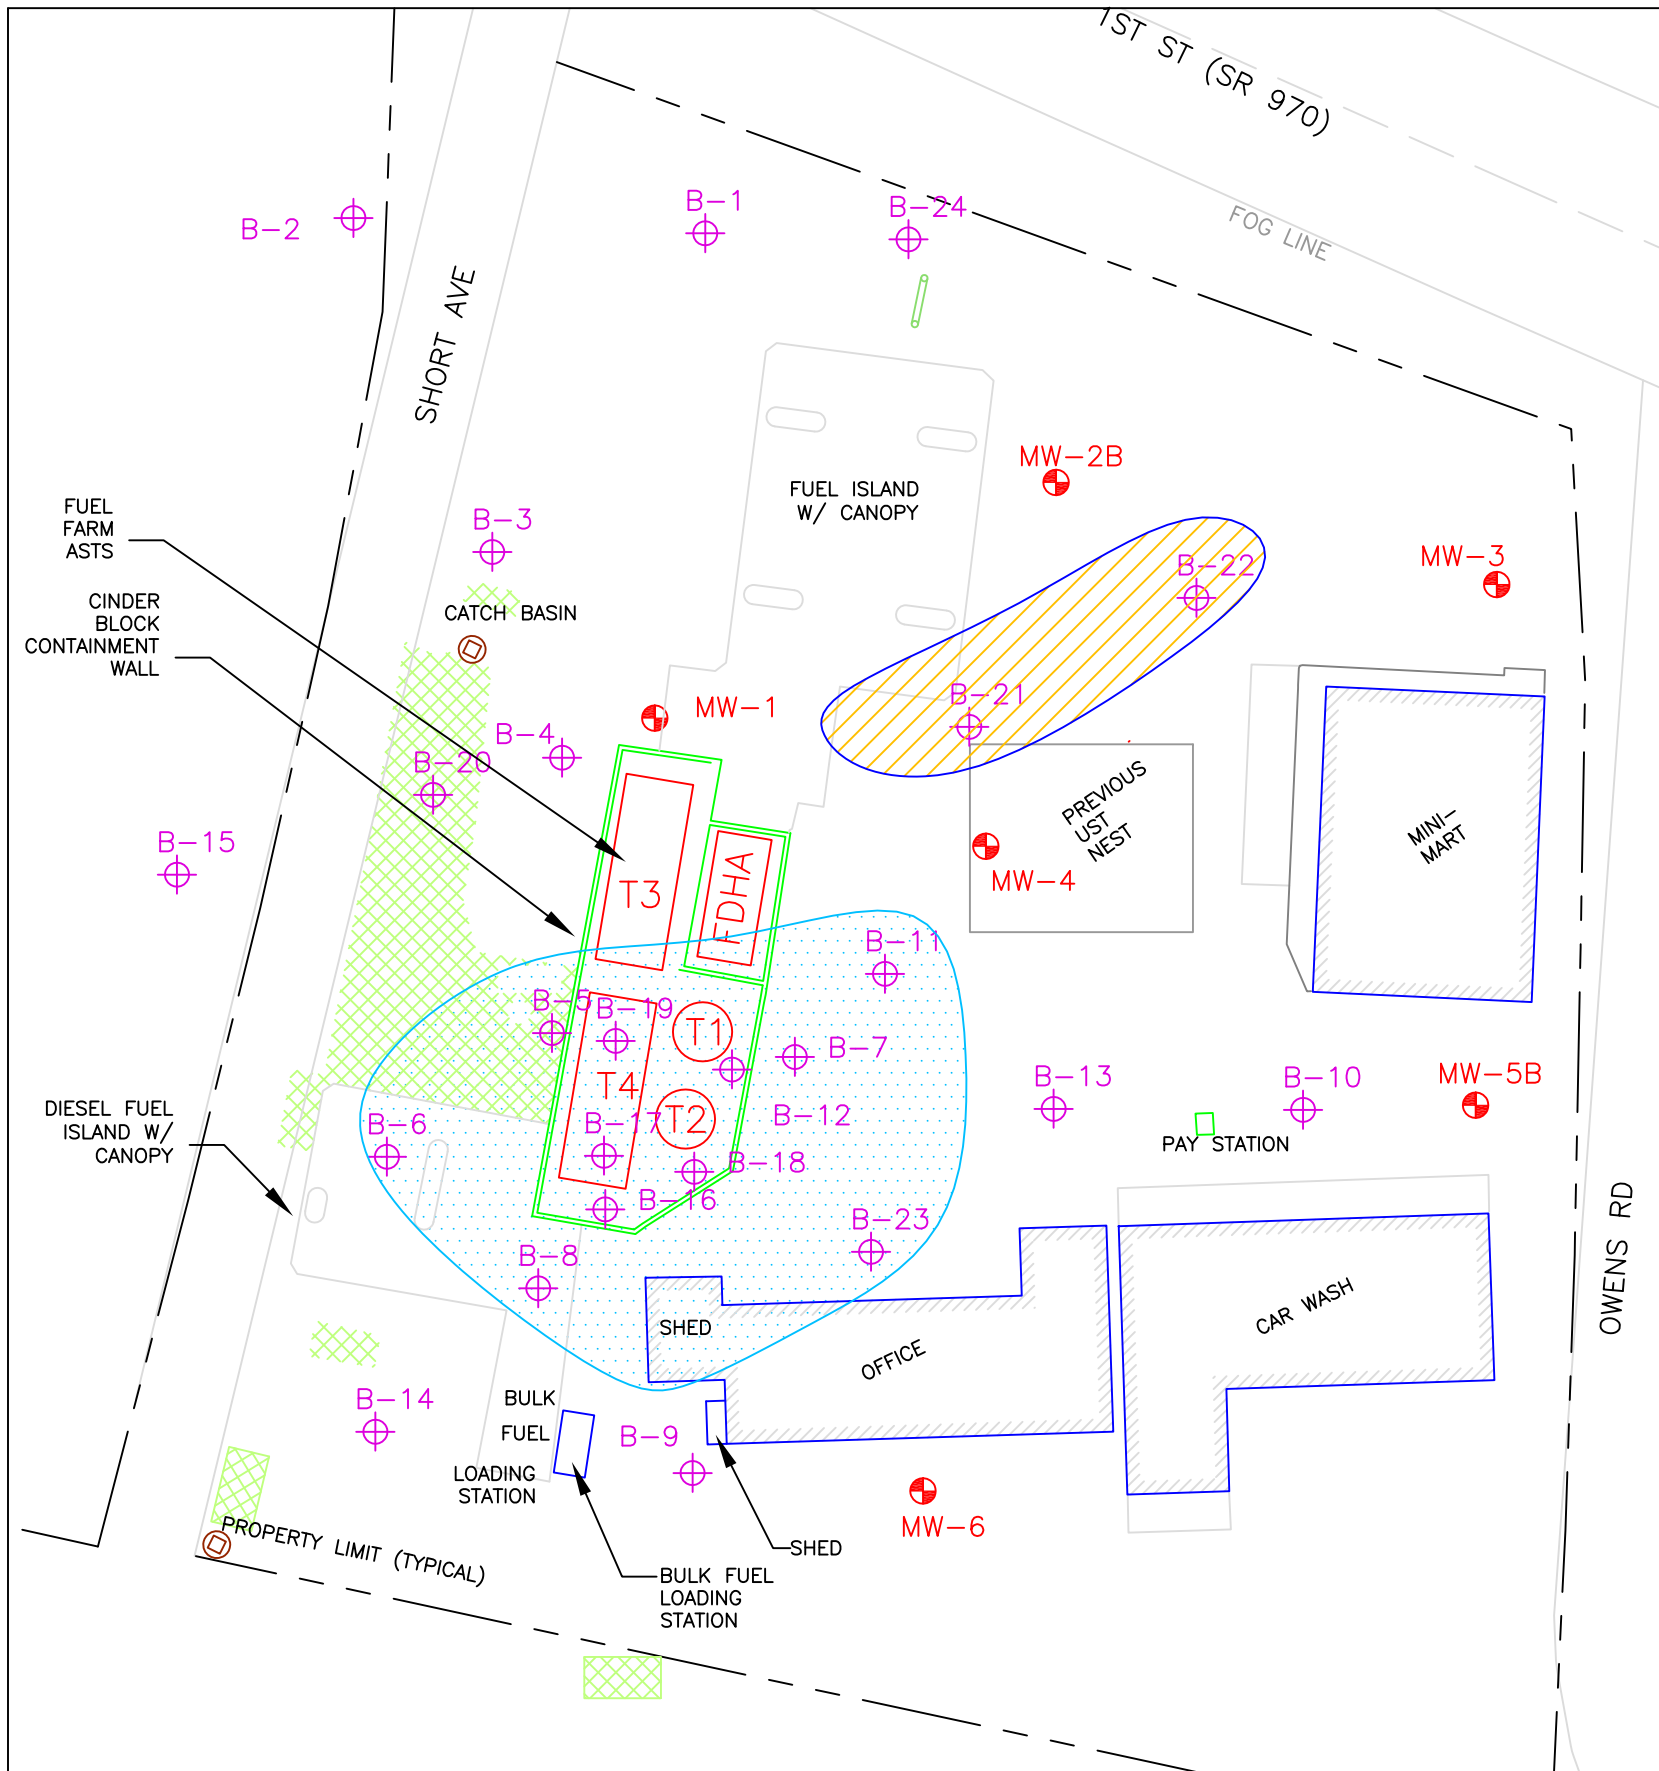 1ST ST (SR 970)
B-1
B-24
B-2
FOG LINE
SHORT AVE
MW-2B
FUEL ISLAND
W/ CANOPY
FUEL
FARM
ASTS
B-3
MW-3
B-22
CINDER
BLOCK
CONTAINMENT
WALL
CATCH BASIN
B-21
MW-1
B-4
B-20
PREVIOUS
UST
NEST
MINI-
MART
B-15
MW-4
T3
FDHA
B-11
B-5
B-19
T1
B-7
T4
B-13
B-10
MW-5B
DIESEL FUEL
ISLAND W/
CANOPY
B-6
B-17
T2
B-12
PAY STATION
B-18
B-16
B-23
OWENS RD
B-8
SHED
OFFICE
CAR WASH
B-14
BULK
FUEL
LOADING
STATION
B-9
MW-6
PROPERTY LIMIT (TYPICAL)
SHED
BULK FUEL
LOADING
STATION